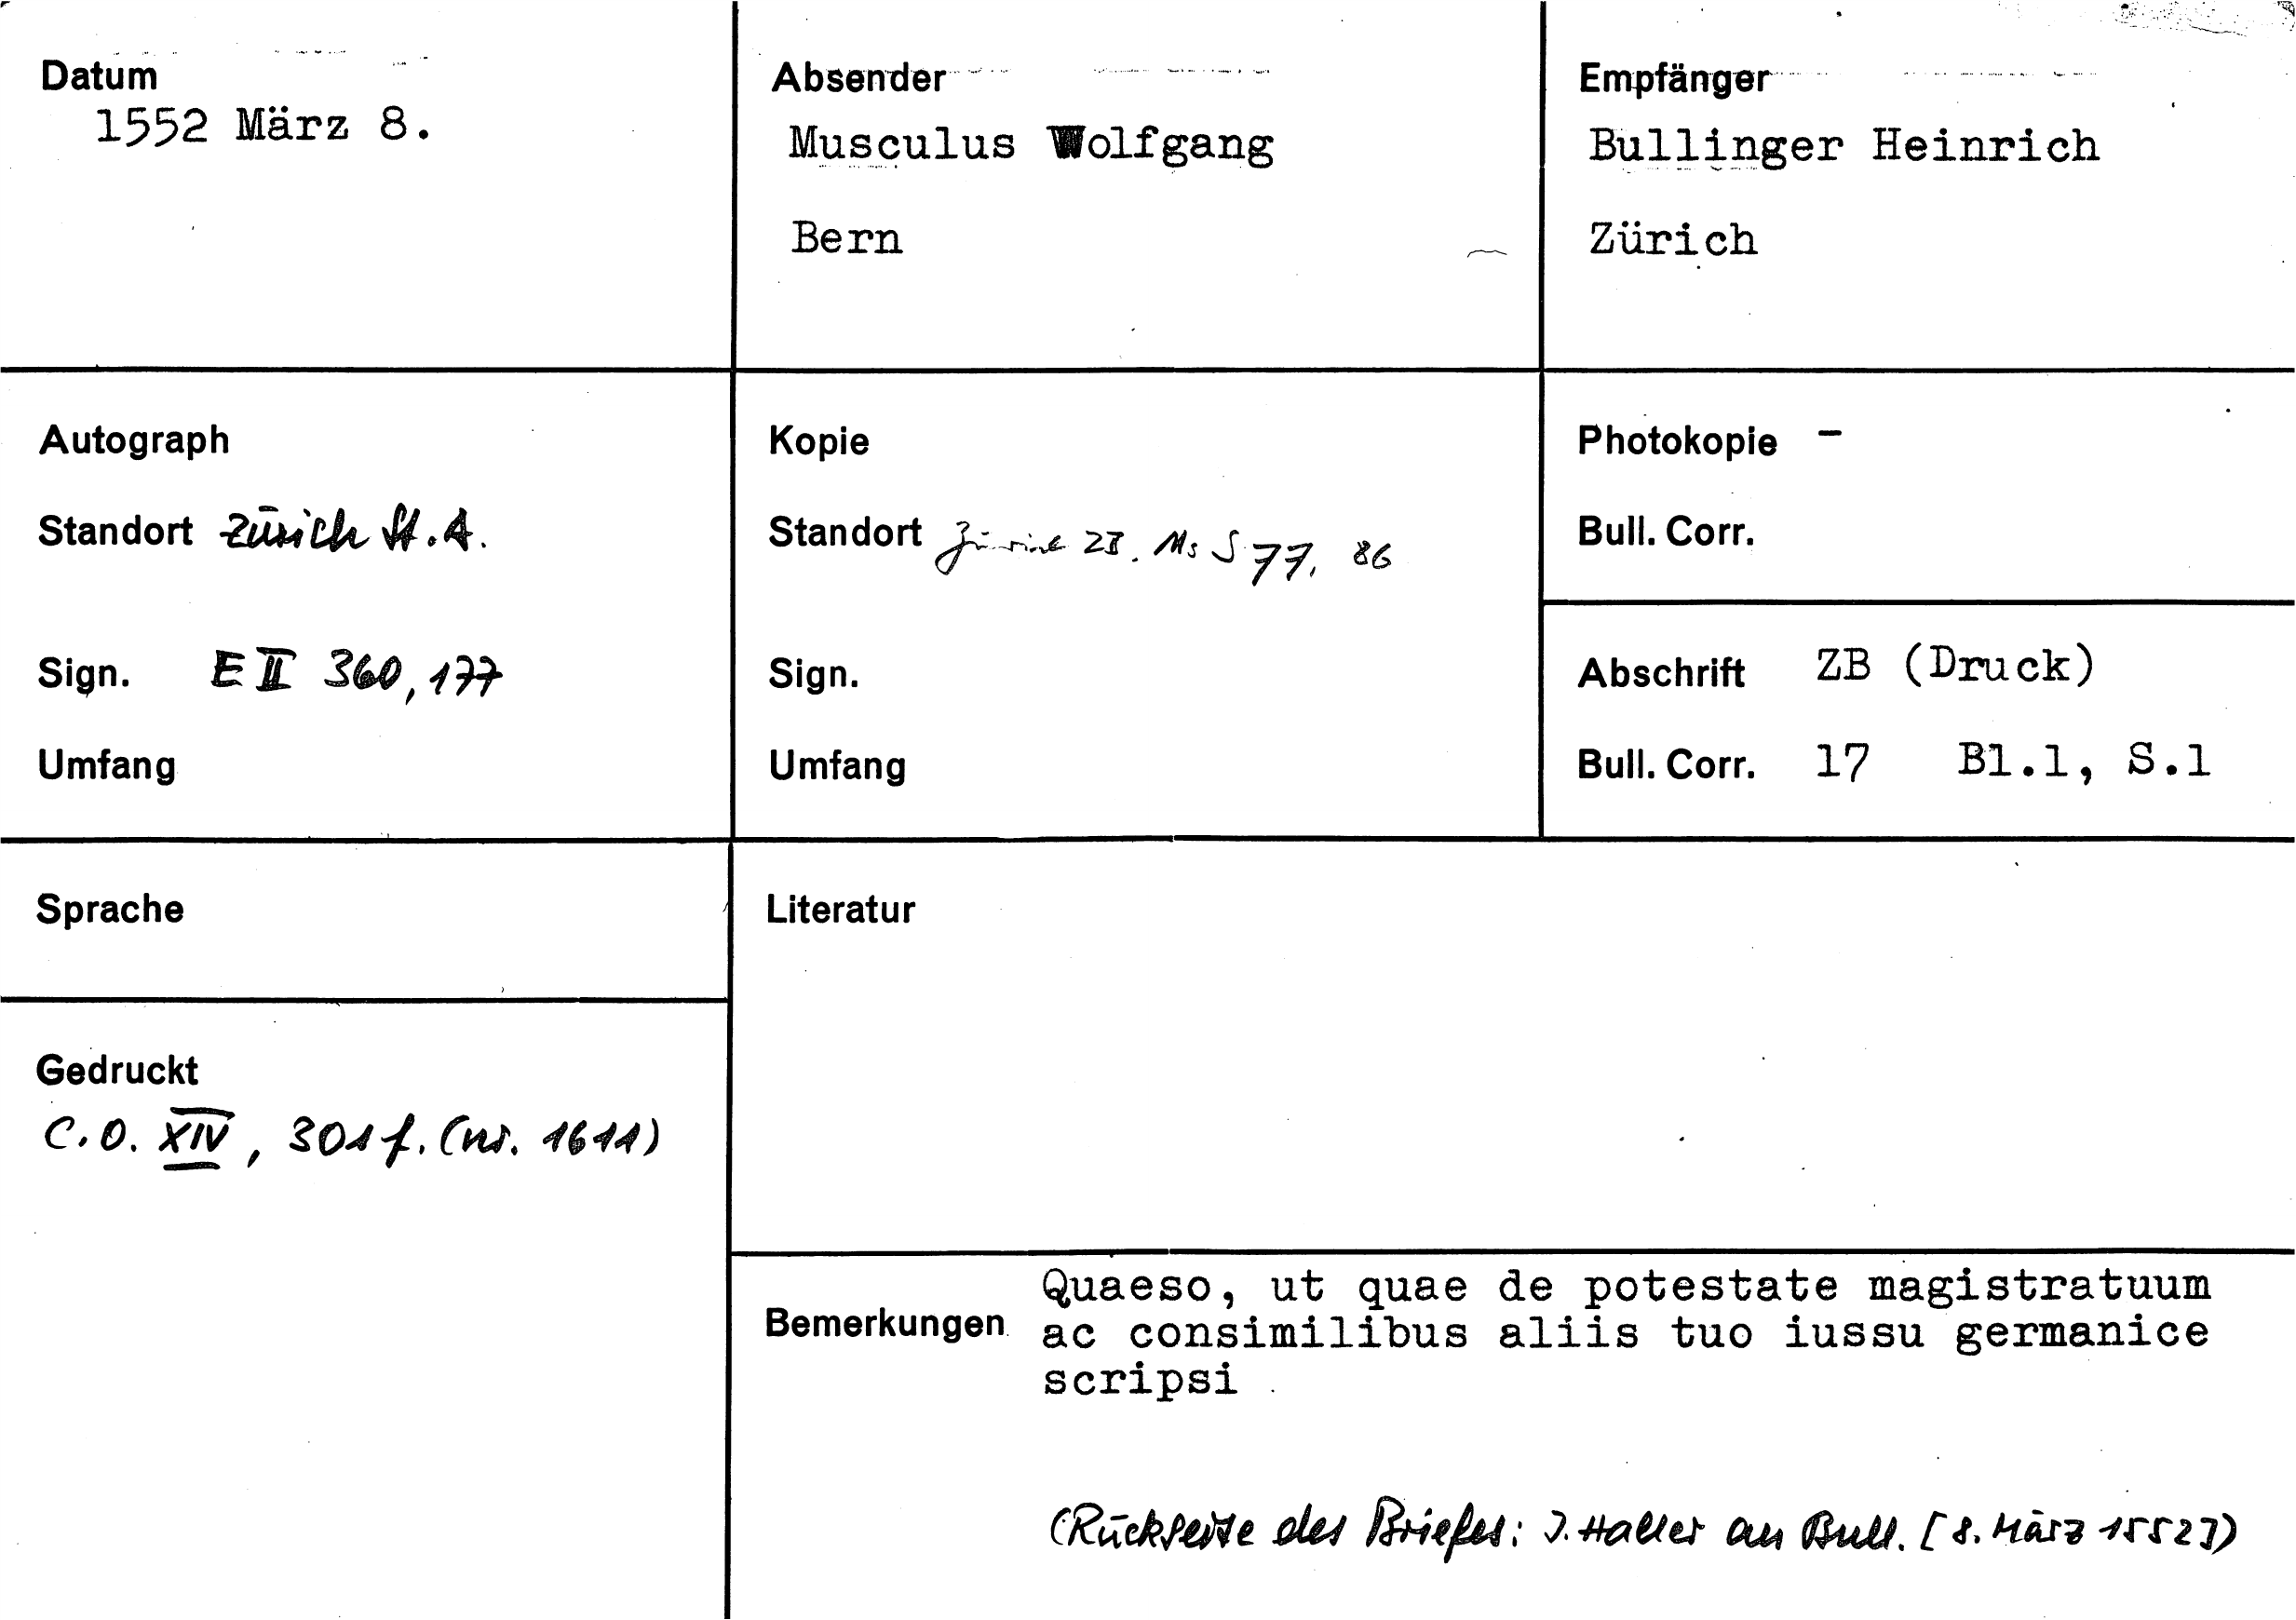 Datum
1552 März 8.
Absender
Musculus Wolfgang
Bern
Empfänger
Bullinger Heinrich
Zürich
Autograph
Standort Zürich St.A.
Sign. E II 360, 177
Umfang
Kopie
Standort Zürich ZB. Ms S 77, 86
Sign.
Umfang
Photokopie -
Bull. Corr.
Abschrift ZB (Druck)
Bull. Corr. 17 Bl.1, S.1
Sprache
Gedruckt
C.O. XIV, 301 f. (nr. 1611)
Literatur
Bemerkungen
Quaeso, ut quae de potestate magistratuum
ac consimilibus aliis tuo iussu germanice
scripsi
(Rückseite des Briefes: J. Haller an Bull. [8. März 1552])